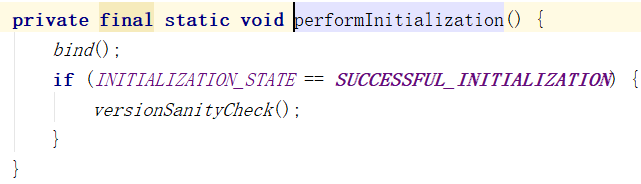 private final static void performInitialization() {
    bind();
    if (INITIALIZATION_STATE == SUCCESSFUL_INITIALIZATION) {
        versionSanityCheck();
    }
}